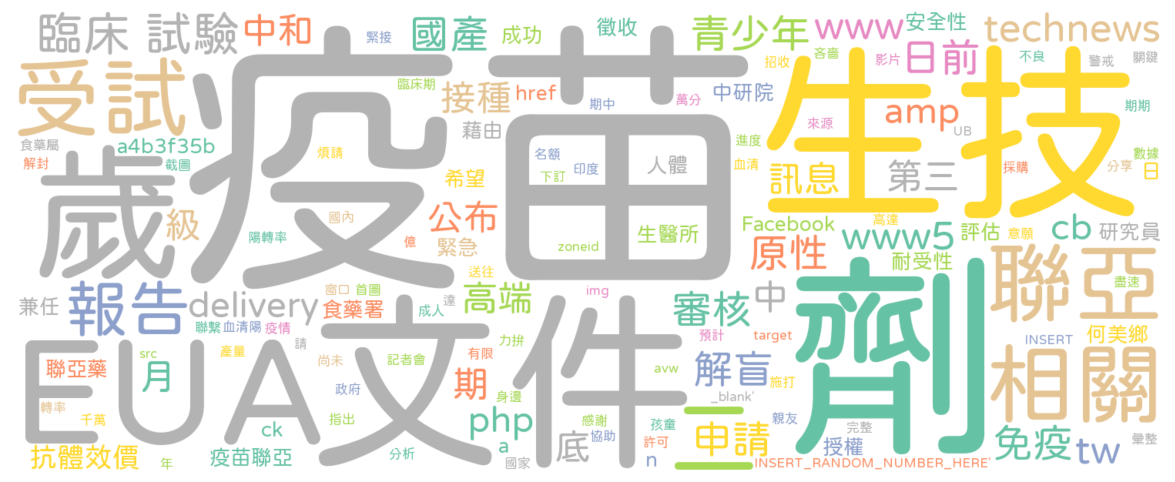 臨床 試驗 中和 緊接 國產 成功 徵收 青少年 www 安全性 technews
受試 疫苗 生技 日前 影片 吝嗇 招收 不良 警戒 關鍵
臨床期 接種 href 期中 萬分 中研院 amp UB 期期
食藥屬 a4b3f35b 解封 截圖 煩請 藉由 來源 進度 數據
歲 名額 印度 下訂 人體 血清 訊息 第三 採購 分享 日
級 希望 國內 公布 生醫所 Facebook 高達 www5 意願 cb 研究員
陽轉率 億 緊急 zoneid 原性 評估 耐受性
兼任 報告 delivery 窗口 首圖 送往 高端 img 審核 中 劑 聯亞 盡速
聯繫 血清陽 疫情 食藥署 成人 達 預計 target INSERT 何美鄉
EUA 文件 請 記者會 力拚 相關
聯亞藥 src 產量 尚未 有限 avw 解盲 施打
月 政府 期 身邊 _blank' 親友
轉率 千萬 ck 指出 php 感謝 孩童 申請 完整 免疫 彙整
抗體效價 年 疫苗聯亞 分析 a 國家 底 協助 許可 n 授權 tw
INSERT_RANDOM_NUMBER_HERE'